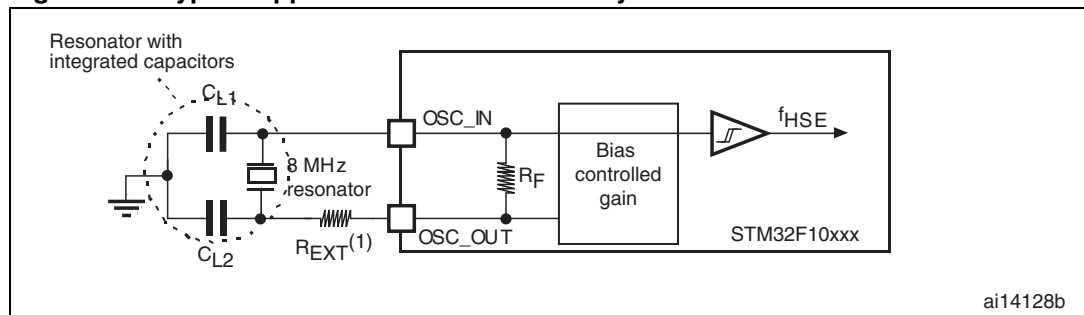 Resonator with
integrated capacitors
CL1
OSC_IN
fHSE
8 MHz
resonator
RF
Bias
controlled
gain
REXT(1)
OSC_OUT
STM32F10xxx
CL2
ai14128b